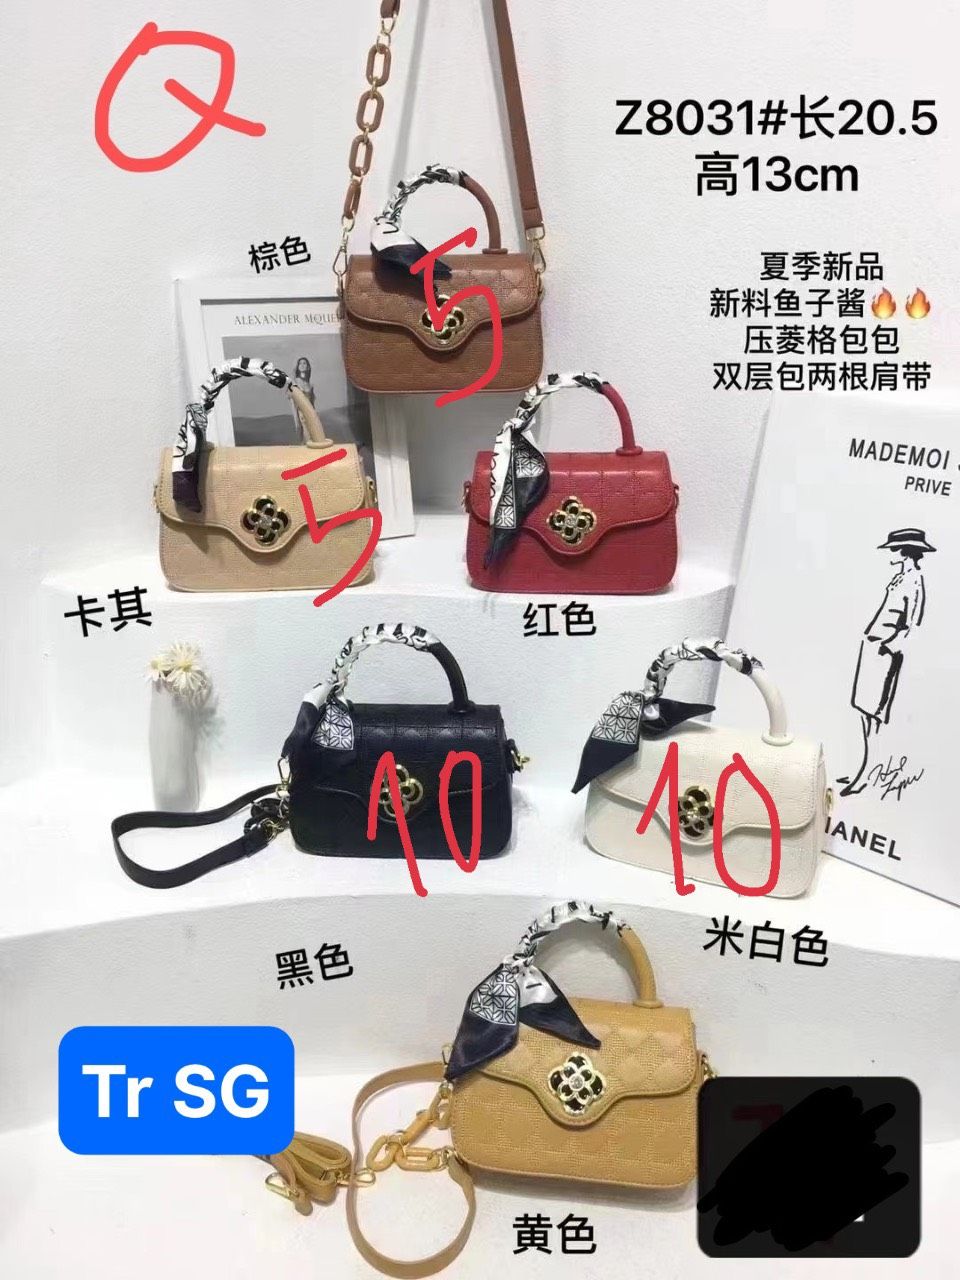 Q
Z8031#长20.5
高13cm
棕色
夏季新品
新料鱼子酱🔥🔥
压菱格包包
双层包两根肩带
ALEXANDER MQUE
5
MADEMOI
PRIVE
5
卡其
红色
10
10
ANEL
黑色
米白色
Tr SG
黄色